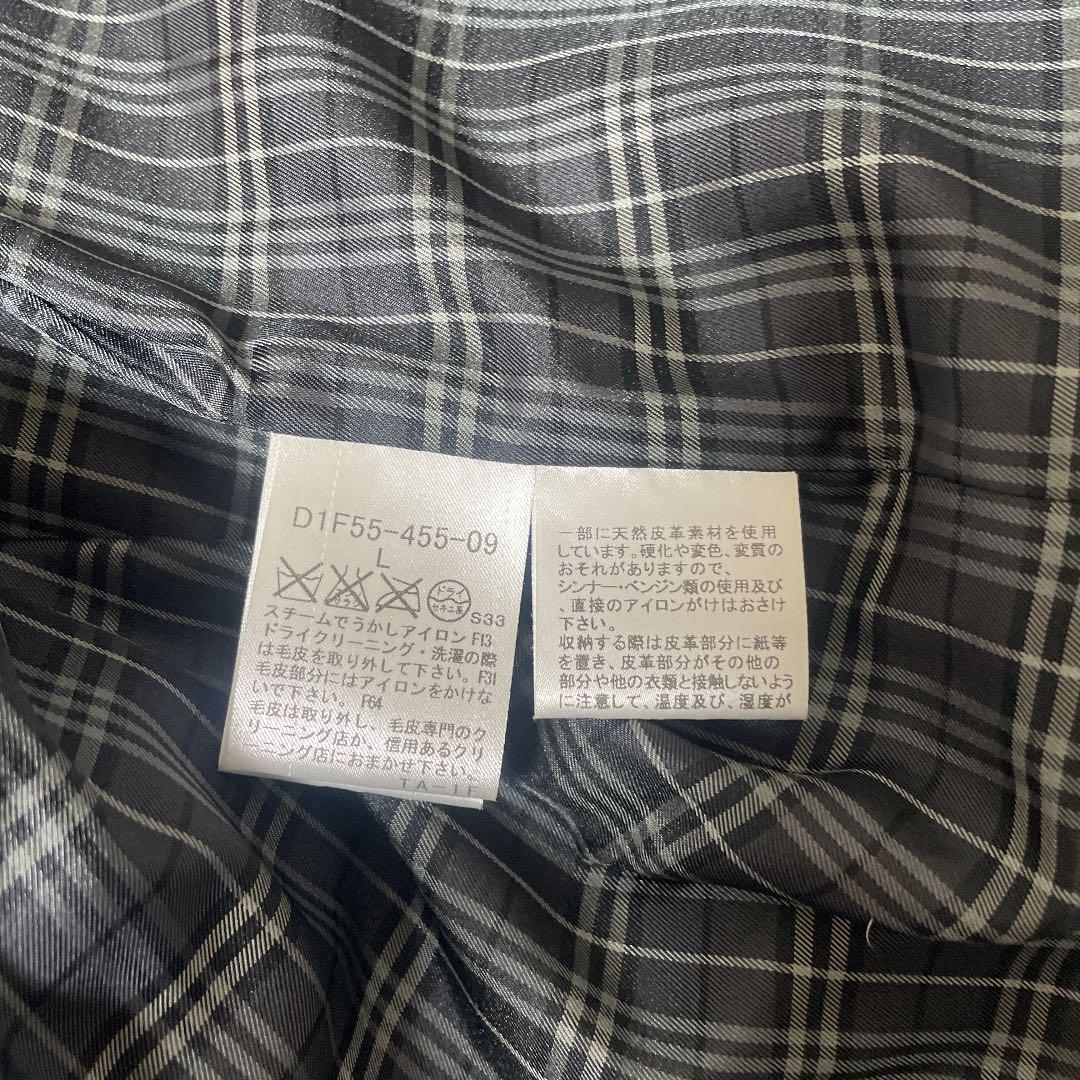 D1F55-455-09
L
エンソサラシ
ドライ
セキユ系
S33
スチームでうかしアイロン F13
ドライクリーニング・洗濯の際
は毛皮を取り外して下さい。F31
毛皮部分にはアイロンをかけな
いで下さい。 F64
毛皮は取り外し、毛皮専門のク
リーニング店か、信用あるクリ
ーニング店におまかせ下さい。
TA-1F
一部に天然皮革素材を使用
しています。硬化や変色、変質の
おそれがありますので、
シンナー・ベンジン類の使用及び
、直接のアイロンがけはおさけ
下さい。
収納する際は皮革部分に紙等
を置き、皮革部分がその他の
部分や他の衣類と接触しないよう
に注意して、温度及び、湿度が